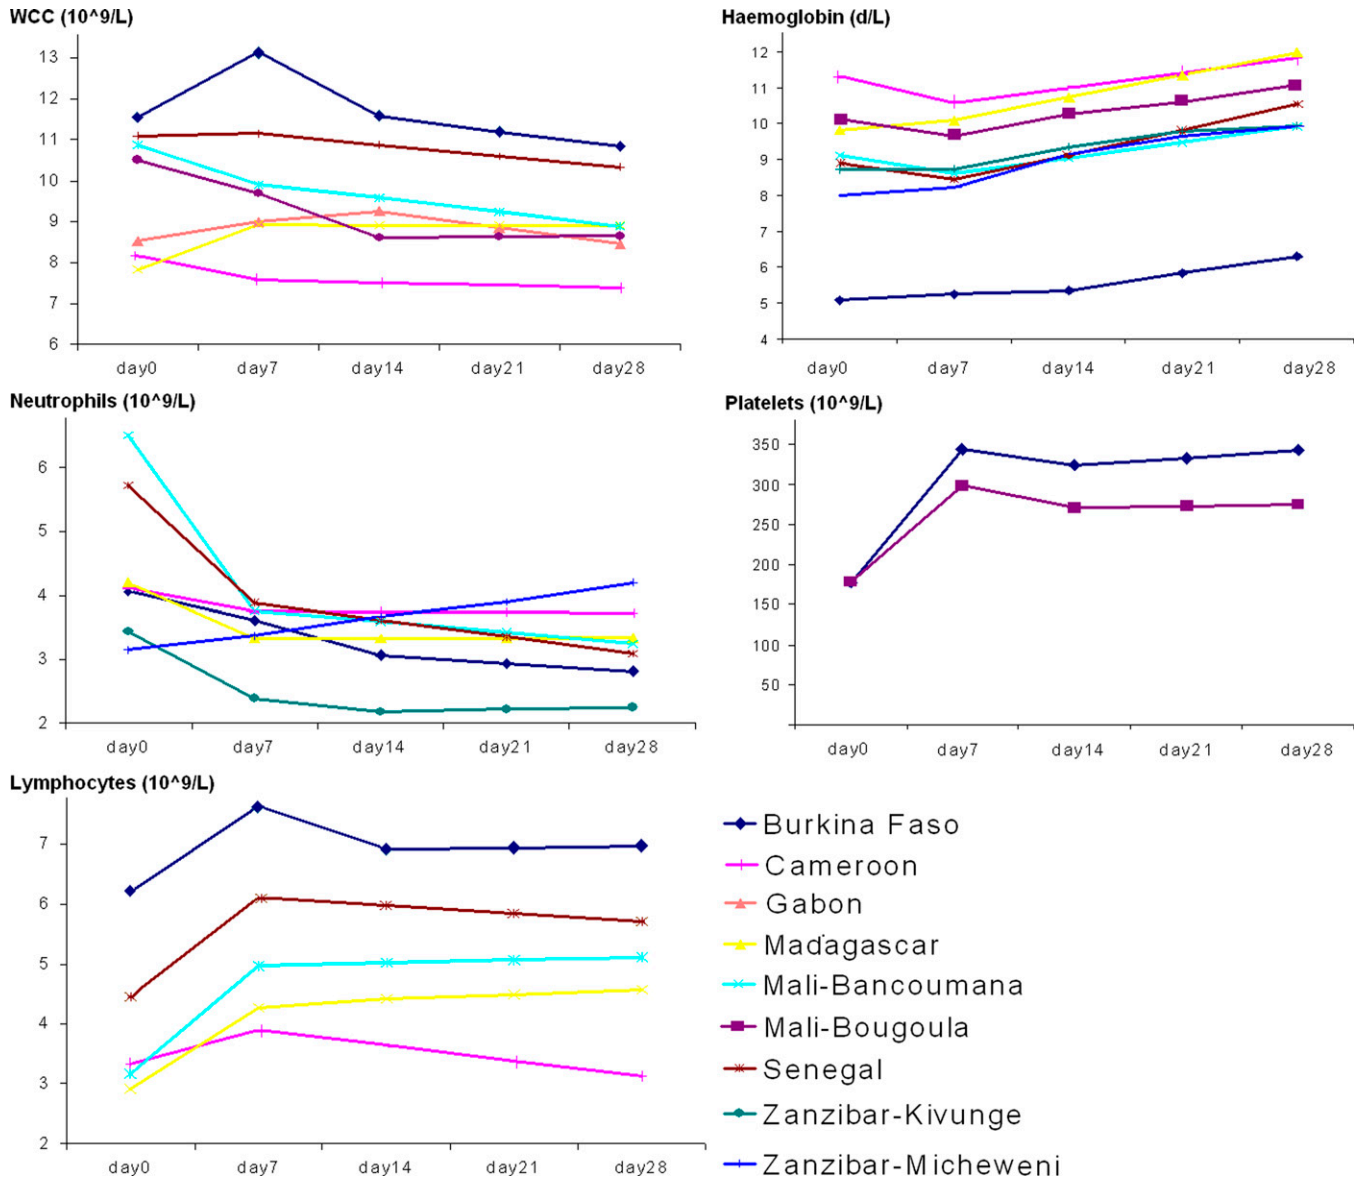 WCC (10^9/L)
13
12
11
10
9
8
7
6
day0 day7 day14 day21 day28
Haemoglobin (d/L)
12
11
10
9
8
7
6
5
4
day0 day7 day14 day21 day28
Neutrophils (10^9/L)
6
5
4
3
2
day0 day7 day14 day21 day28
Platelets (10^9/L)
350
300
250
200
150
100
50
day0 day7 day14 day21 day28
Lymphocytes (10^9/L)
7
6
5
4
3
2
day0 day7 day14 day21 day28
Burkina Faso
Cameroon
Gabon
Madagascar
Mali-Bancoumana
Mali-Bougoula
Senegal
Zanzibar-Kivunge
Zanzibar-Micheweni